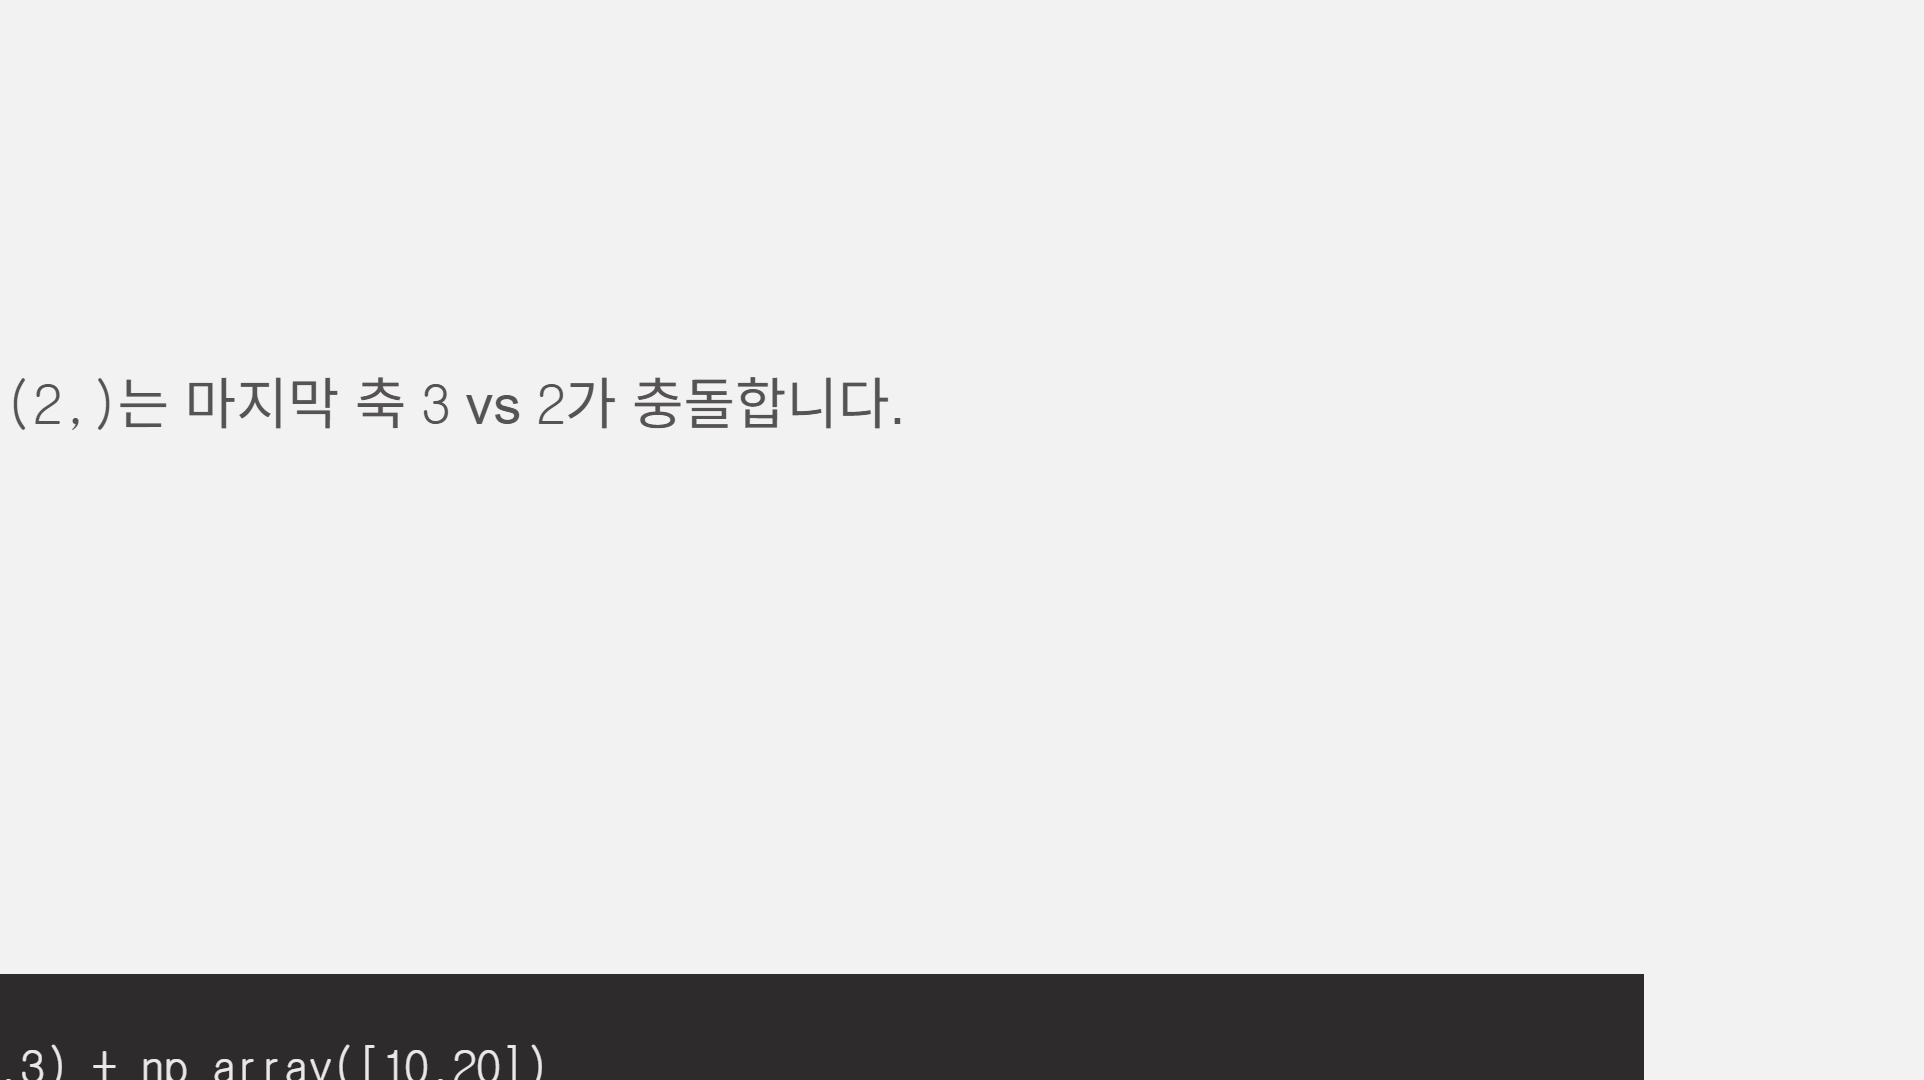 (2,)는 마지막 축 3 vs 2가 충돌합니다.
,3) + np.array([10,20])